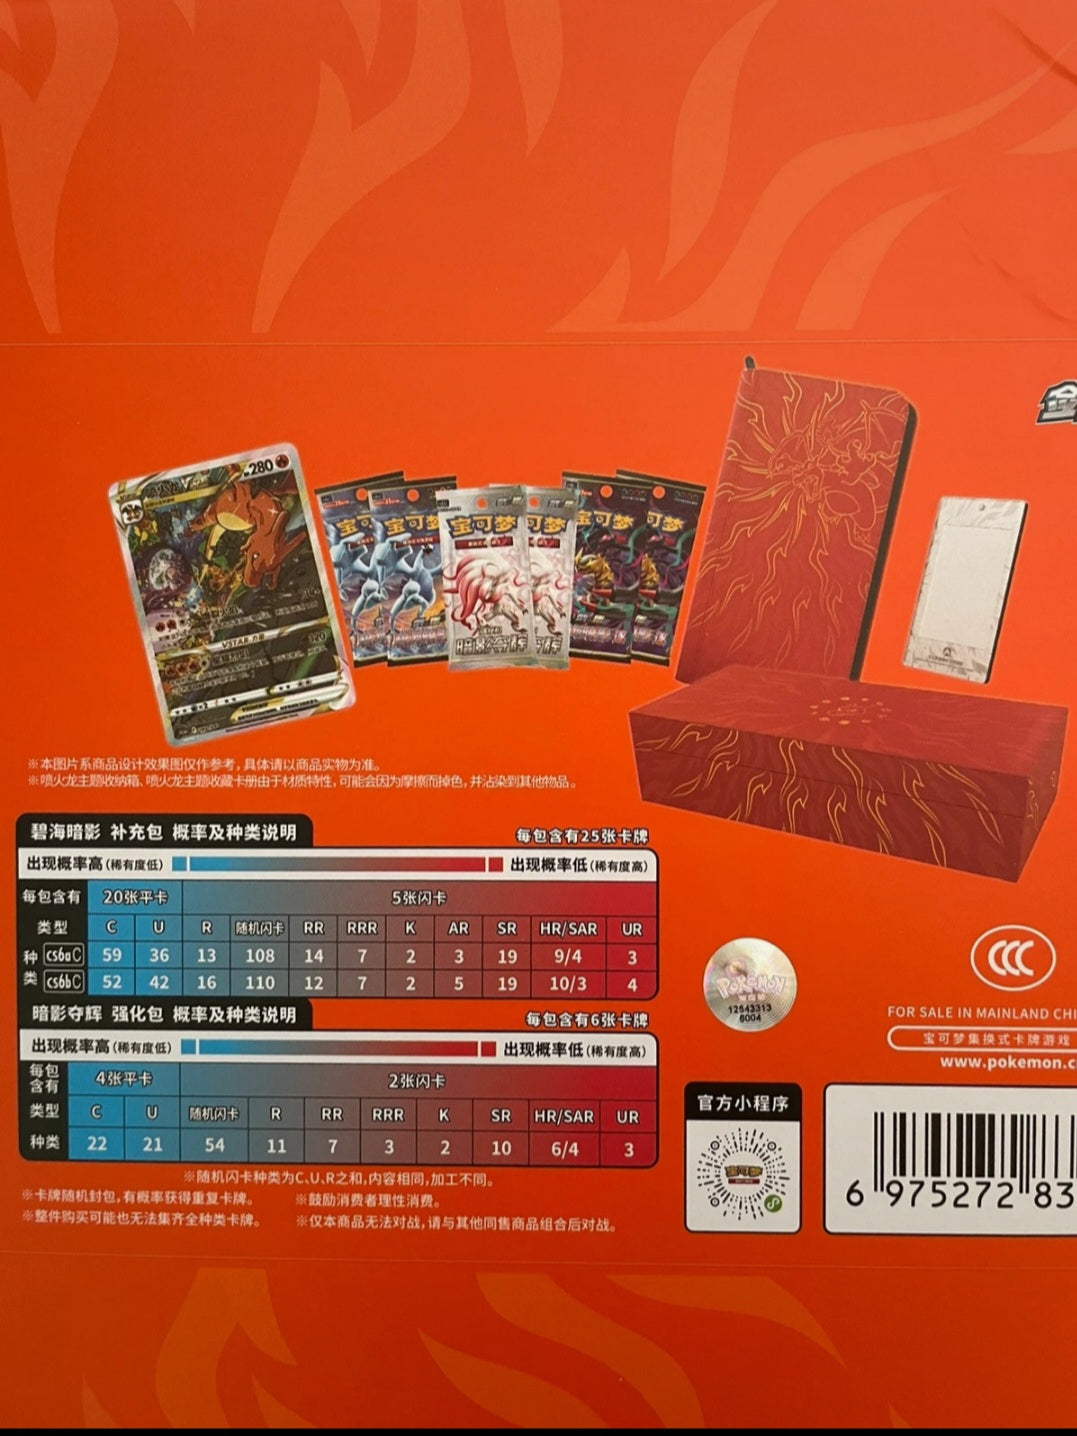 280
宝可梦
宝可梦
宝可梦
VSTAR 力量
暗影夺辉
※本图片系商品设计效果图仅作参考，具体请以商品实物为准。
※喷火龙主题收纳箱、喷火龙主题收藏卡册由于材质特性，可能会因为摩擦而掉色，并沾染到其他物品。
碧海暗影 补充包 概率及种类说明
每包含有25张卡牌
出现概率高(稀有度低) 出现概率低(稀有度高)
每包含有 20张平卡 5张闪卡
类型 C U R 随机闪卡 RR RRR K AR SR HR/SAR UR
种类 cs6aC 59 36 13 108 14 7 2 3 19 9/4 3
cs6bC 52 42 16 110 12 7 2 5 19 10/3 4
暗影夺辉 强化包 概率及种类说明
每包含有6张卡牌
出现概率高(稀有度低) 出现概率低(稀有度高)
每包含有 4张平卡 2张闪卡
类型 C U 随机闪卡 R RR RRR K SR HR/SAR UR
种类 22 21 54 11 7 3 2 10 6/4 3
※随机闪卡种类为C、U、R之和，内容相同，加工不同。
※卡牌随机封包，有概率获得重复卡牌。 ※鼓励消费者理性消费。
※整件购买可能也无法集齐全种类卡牌。 ※仅本商品无法对战，请与其他同售商品组合后对战。
POKEMON
12543313
6004
CCC
FOR SALE IN MAINLAND CHI
宝可梦集换式卡牌游戏
www.pokemon.c
官方小程序
宝可梦
6 975272 83